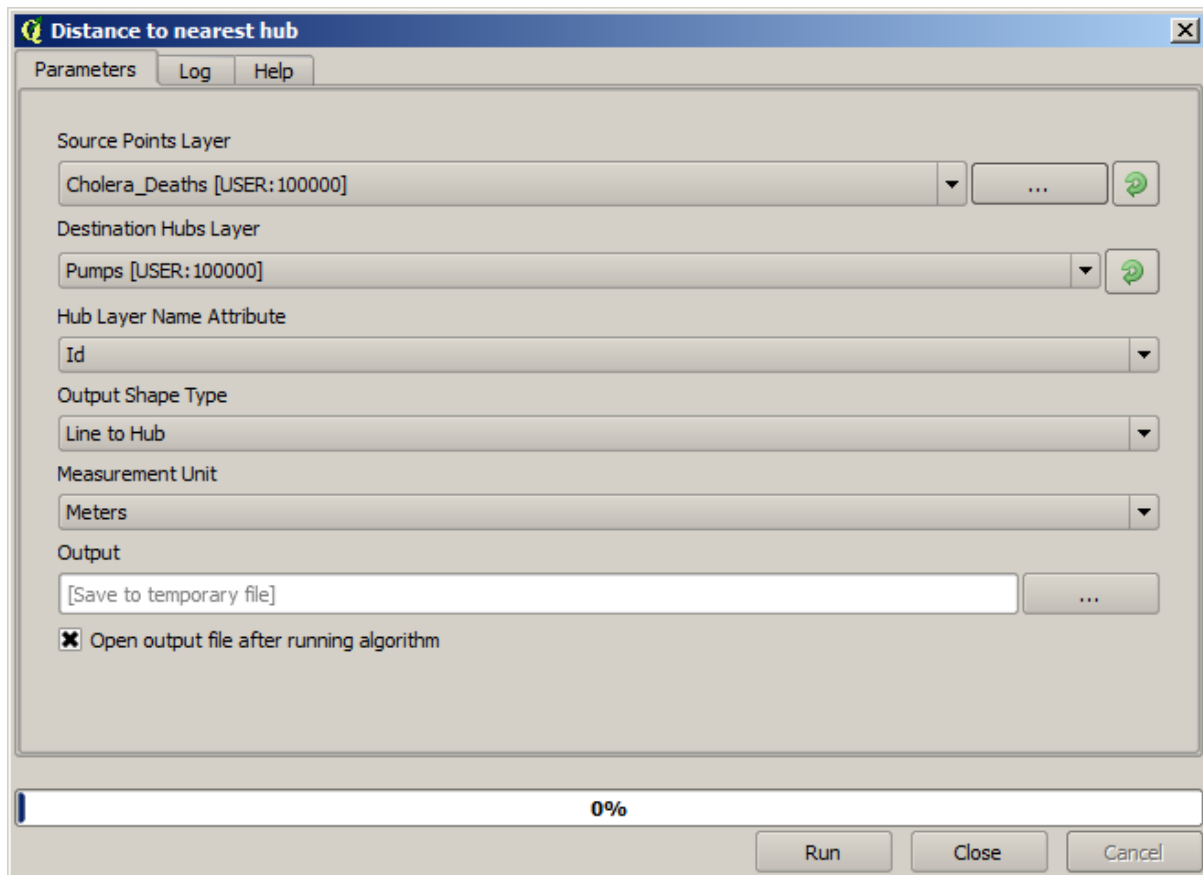 Distance to nearest hub
Parameters Log Help
Source Points Layer
Cholera_Deaths [USER:100000]
...
Destination Hubs Layer
Pumps [USER:100000]
Hub Layer Name Attribute
Id
Output Shape Type
Line to Hub
Measurement Unit
Meters
Output
[Save to temporary file]
...
Open output file after running algorithm
0%
Run Close Cancel